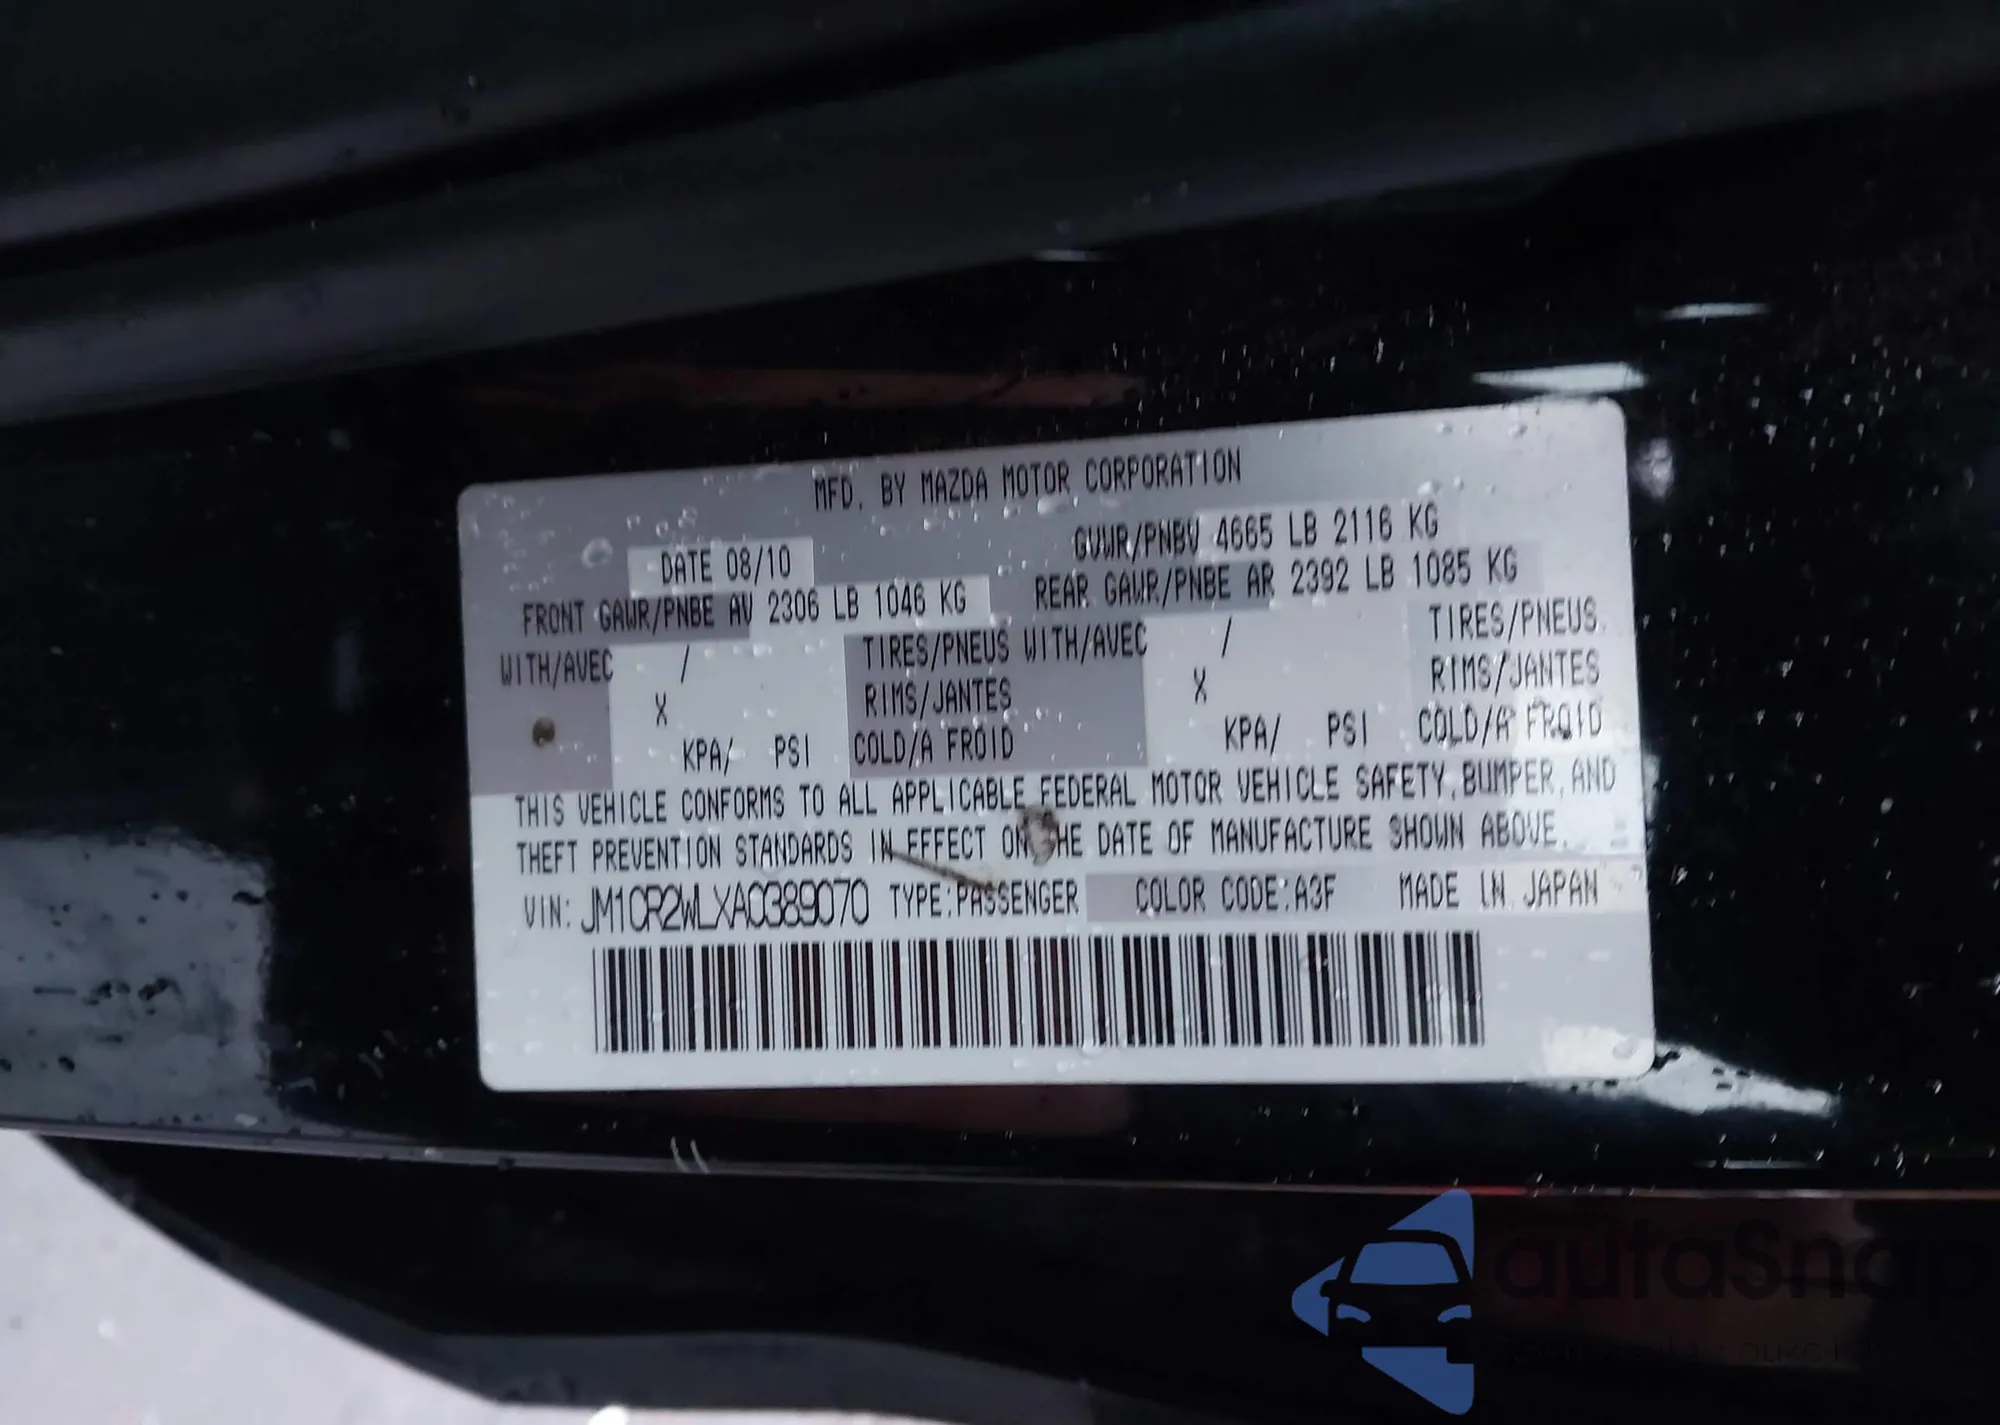 MFD. BY MAZDA MOTOR CORPORATION
DATE 08/10 GVWR/PNBV 4665 LB 2116 KG
FRONT GAWR/PNBE AV 2306 LB 1046 KG REAR GAWR/PNBE AR 2392 LB 1085 KG
WITH/AVEC / TIRES/PNEUS WITH/AVEC / TIRES/PNEUS
X RIMS/JANTES X RIMS/JANTES
KPA/ PSI COLD/A FROID KPA/ PSI COLD/A FROID
THIS VEHICLE CONFORMS TO ALL APPLICABLE FEDERAL MOTOR VEHICLE SAFETY, BUMPER, AND
THEFT PREVENTION STANDARDS IN EFFECT ON THE DATE OF MANUFACTURE SHOWN ABOVE.
VIN: JM1CR2WLXA0389070 TYPE:PASSENGER COLOR CODE:A3F MADE IN JAPAN
autaSnap